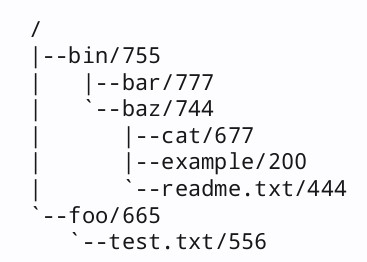 /
|--bin/755
|   |--bar/777
|   `--baz/744
|      |--cat/677
|      |--example/200
|      `--readme.txt/444
`--foo/665
   `--test.txt/556